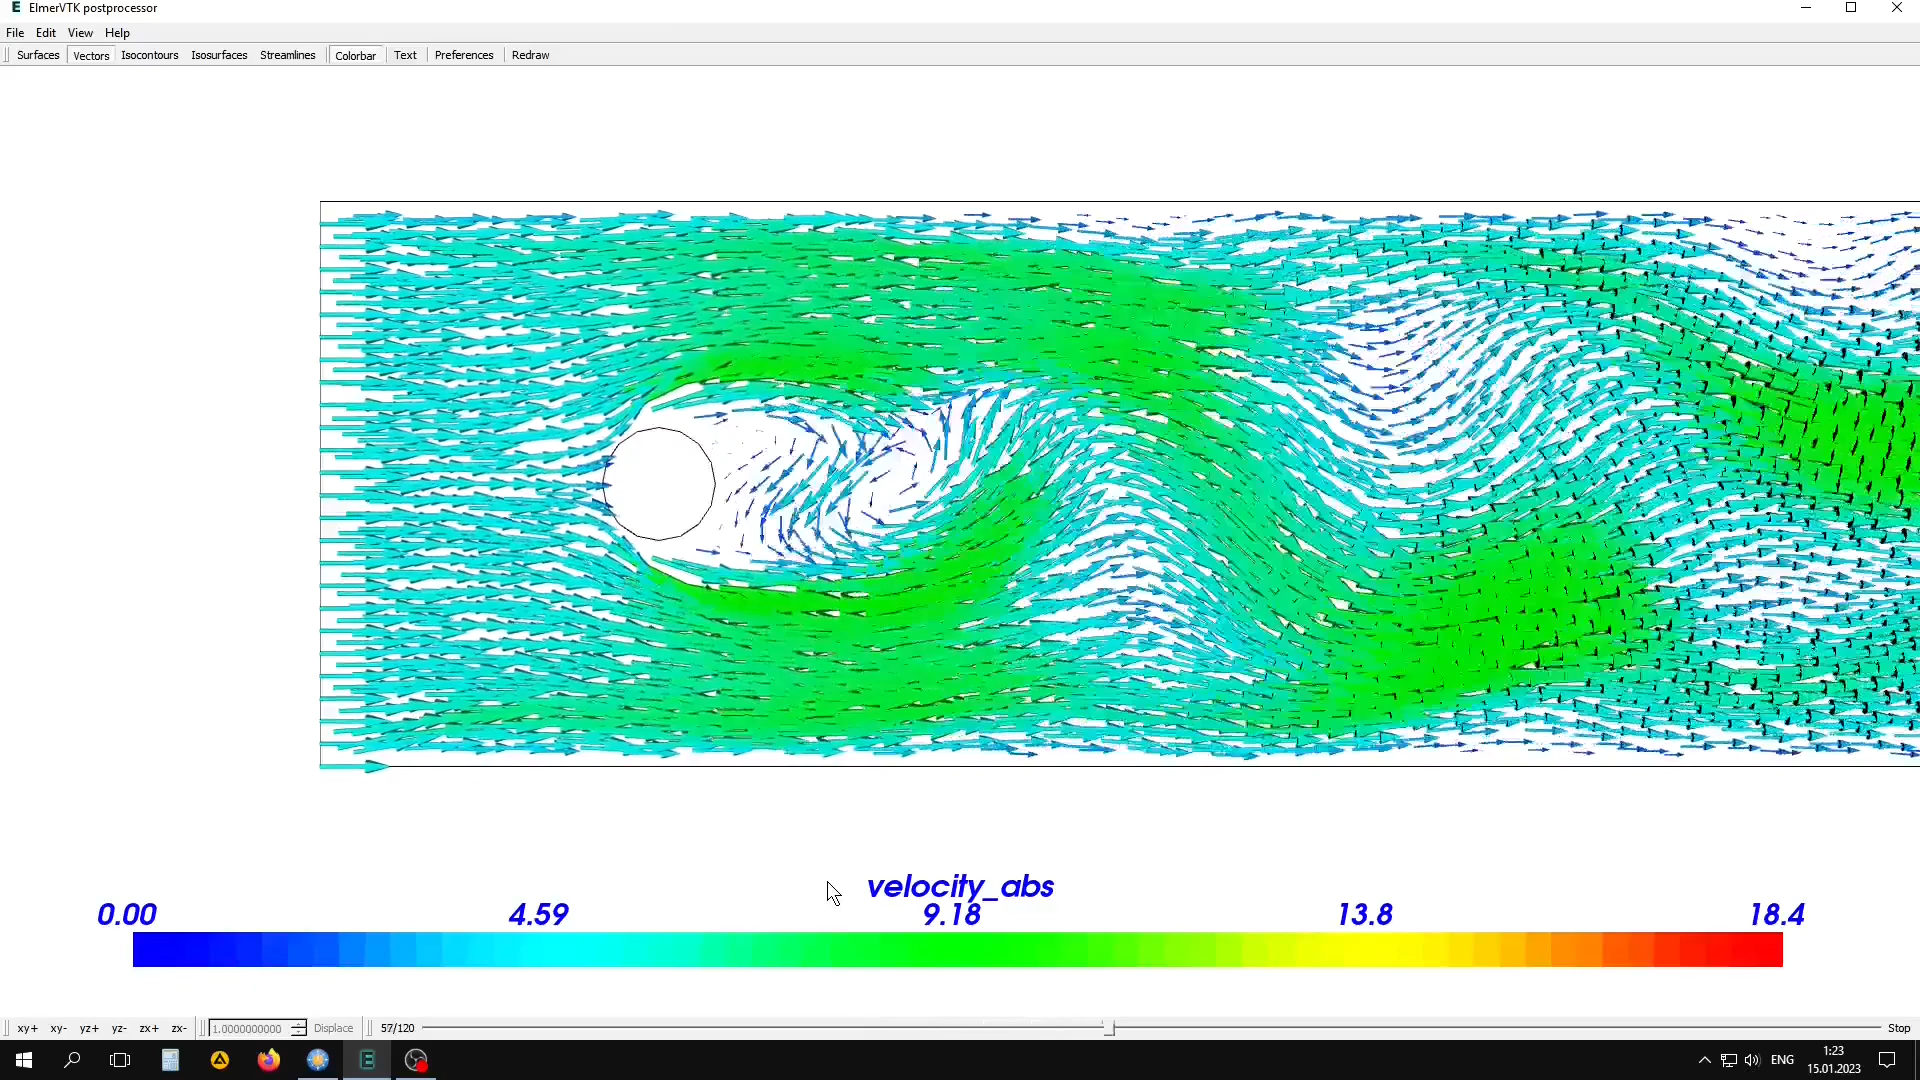 E ElmerVTK postprocessor
File Edit View Help
Surfaces Vectors Isocontours Isosurfaces Streamlines Colorbar Text Preferences Redraw
velocity_abs
0.00 4.59 9.18 13.8 18.4
xy+ xy- yz+ yz- zx+ zx- 1.0000000000 Displace 57/120 Stop
E ENG 1:23
15.01.2023